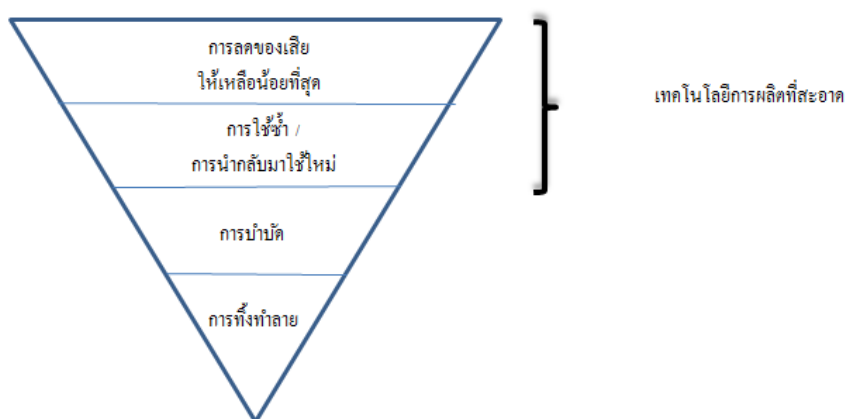 การลดของเสีย
ให้เหลือน้อยที่สุด
เทคโนโลยีการผลิตที่สะอาด
การใช้ซ้ำ /
การนำกลับมาใช้ใหม่
การบำบัด
การทิ้งทำลาย